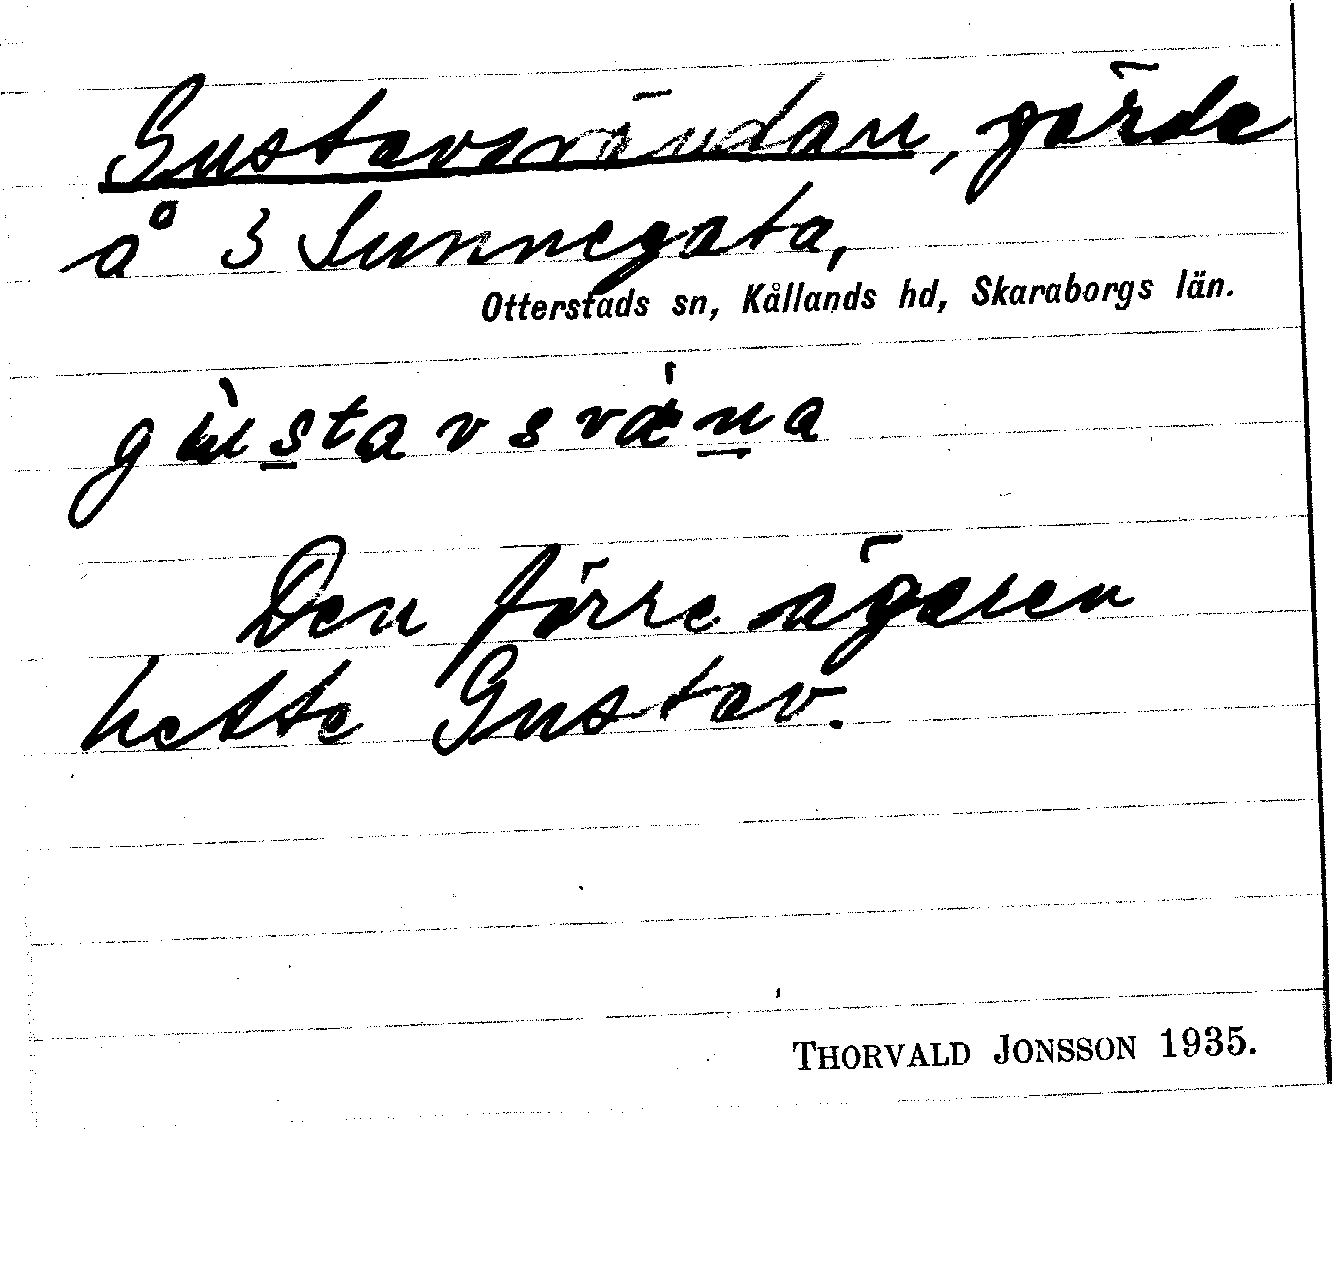 Gustavsvändan, gärde
å 3 Sunnegata,
Otterstads sn, Kållands hd, Skaraborgs län.
gùstavsvæ̀na
Den förre ägaren
hette Gustav.
THORVALD JONSSON 1935.